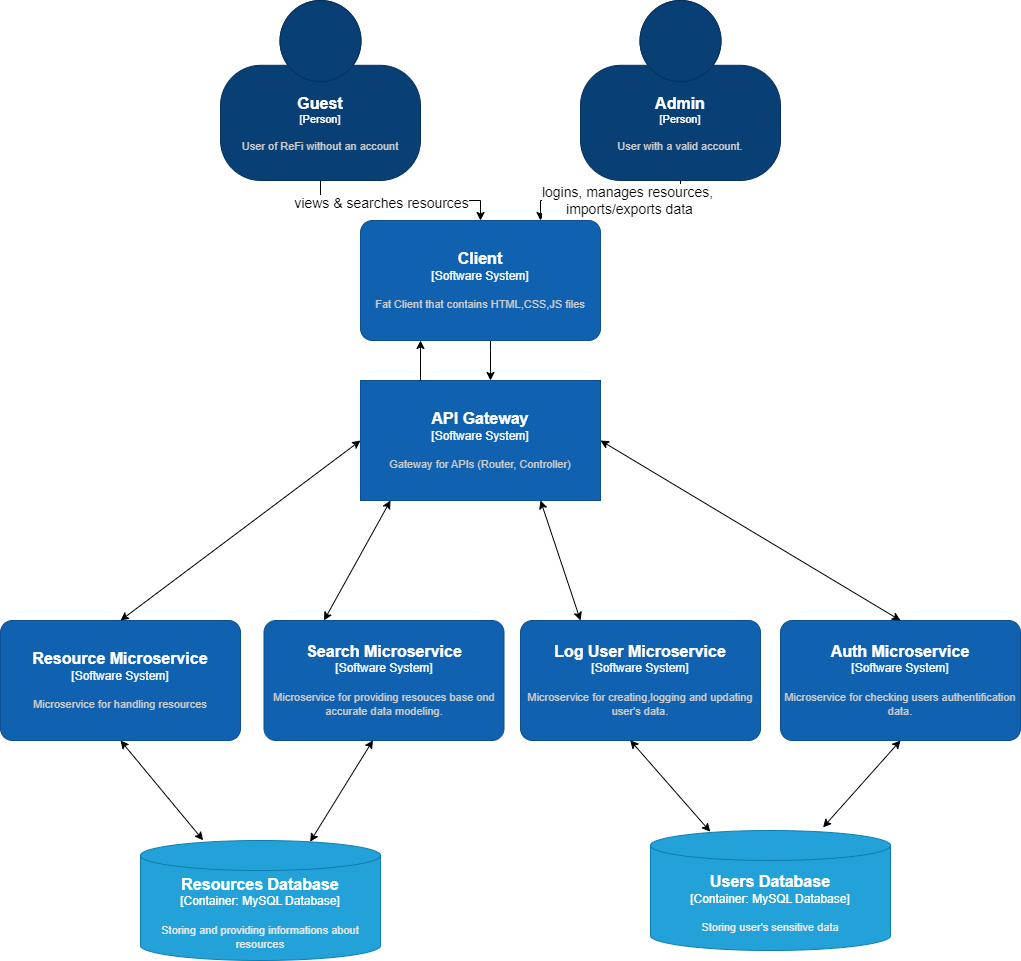 Guest
[Person]
User of ReFi without an account
Admin
[Person]
User with a valid account.
views & searches resources
logins, manages resources,
imports/exports data
Client
[Software System]
Fat Client that contains HTML,CSS,JS files
API Gateway
[Software System]
Gateway for APIs (Router, Controller)
Resource Microservice
[Software System]
Microservice for handling resources
Search Microservice
[Software System]
Microservice for providing resouces base ond
accurate data modeling.
Log User Microservice
[Software System]
Microservice for creating,logging and updating
user's data.
Auth Microservice
[Software System]
Microservice for checking users authentification
data.
Resources Database
[Container: MySQL Database]
Storing and providing informations about
resources
Users Database
[Container: MySQL Database]
Storing user's sensitive data